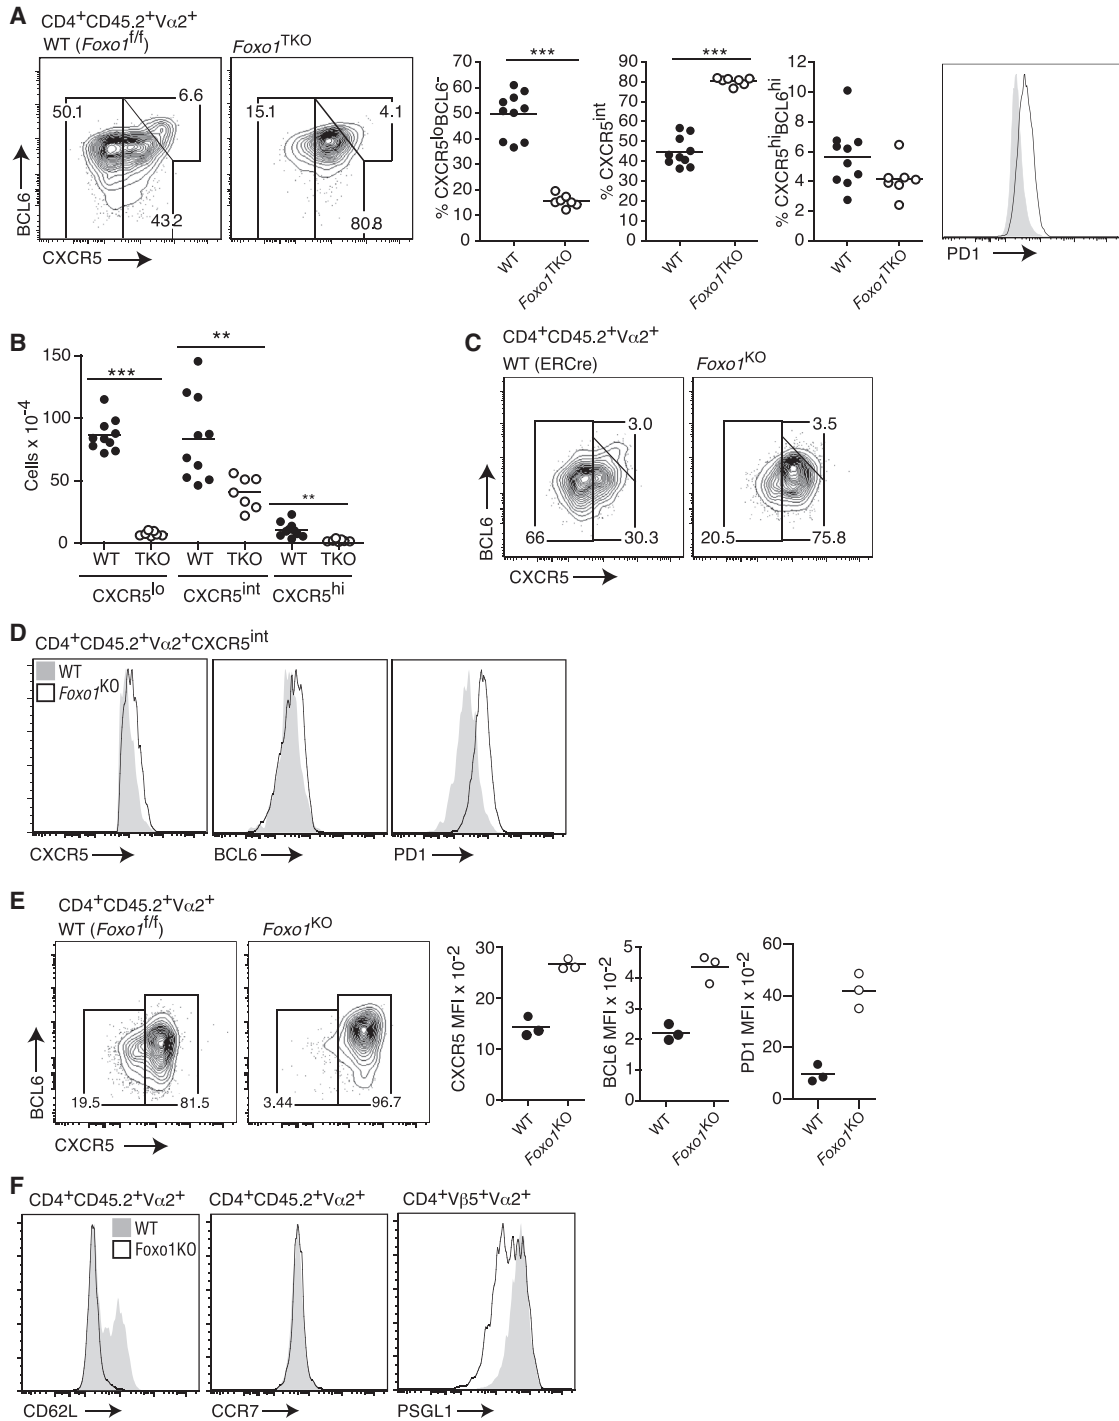 A
CD4+CD45.2+Vα2+
WT (Foxo1f/f)
Foxo1TKO
50.1
6.6
43.2
15.1
4.1
80.8
BCL6
CXCR5
% CXCR5loBCL6-
70
60
50
40
30
20
10
0
***
WT
Foxo1TKO
% CXCR5int
90
80
70
60
50
40
30
20
10
0
***
WT
Foxo1TKO
% CXCR5hiBCL6hi
12
10
8
6
4
2
0
WT
Foxo1TKO
PD1
B
Cells x 10-4
150
100
50
0
***
**
**
WT TKO WT TKO WT TKO
CXCR5lo CXCR5int CXCR5hi
C
CD4+CD45.2+Vα2+
WT (ERCre)
Foxo1KO
3.0
66
30.3
3.5
20.5
75.8
BCL6
CXCR5
D
CD4+CD45.2+Vα2+CXCR5int
WT
Foxo1KO
CXCR5
BCL6
PD1
E
CD4+CD45.2+Vα2+
WT (Foxo1f/f)
Foxo1KO
19.5
81.5
3.44
96.7
BCL6
CXCR5
CXCR5 MFI x 10-2
30
20
10
0
WT
Foxo1KO
BCL6 MFI x 10-2
5
4
3
2
1
0
WT
Foxo1KO
PD1 MFI x 10-2
60
40
20
0
WT
Foxo1KO
F
CD4+CD45.2+Vα2+
CD4+CD45.2+Vα2+
CD4+Vβ5+Vα2+
WT
Foxo1KO
CD62L
CCR7
PSGL1